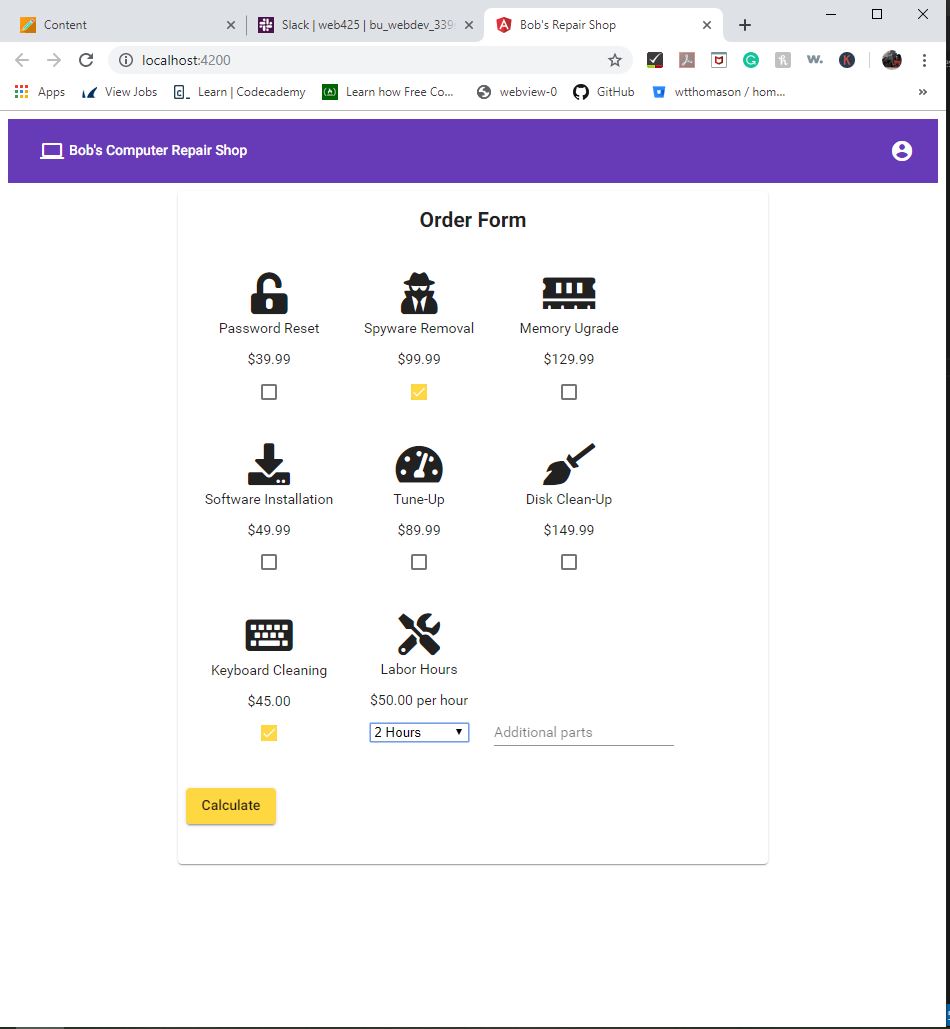 Content
Slack | web425 | bu_webdev_339
Bob's Repair Shop
localhost:4200
Apps
View Jobs
Learn | Codecademy
Learn how Free Co...
webview-0
GitHub
wtthomason / hom...
Bob's Computer Repair Shop
Order Form
Password Reset Spyware Removal Memory Ugrade
$39.99 $99.99 $129.99
Software Installation Tune-Up Disk Clean-Up
$49.99 $89.99 $149.99
Keyboard Cleaning Labor Hours
$45.00 $50.00 per hour
2 Hours Additional parts
Calculate